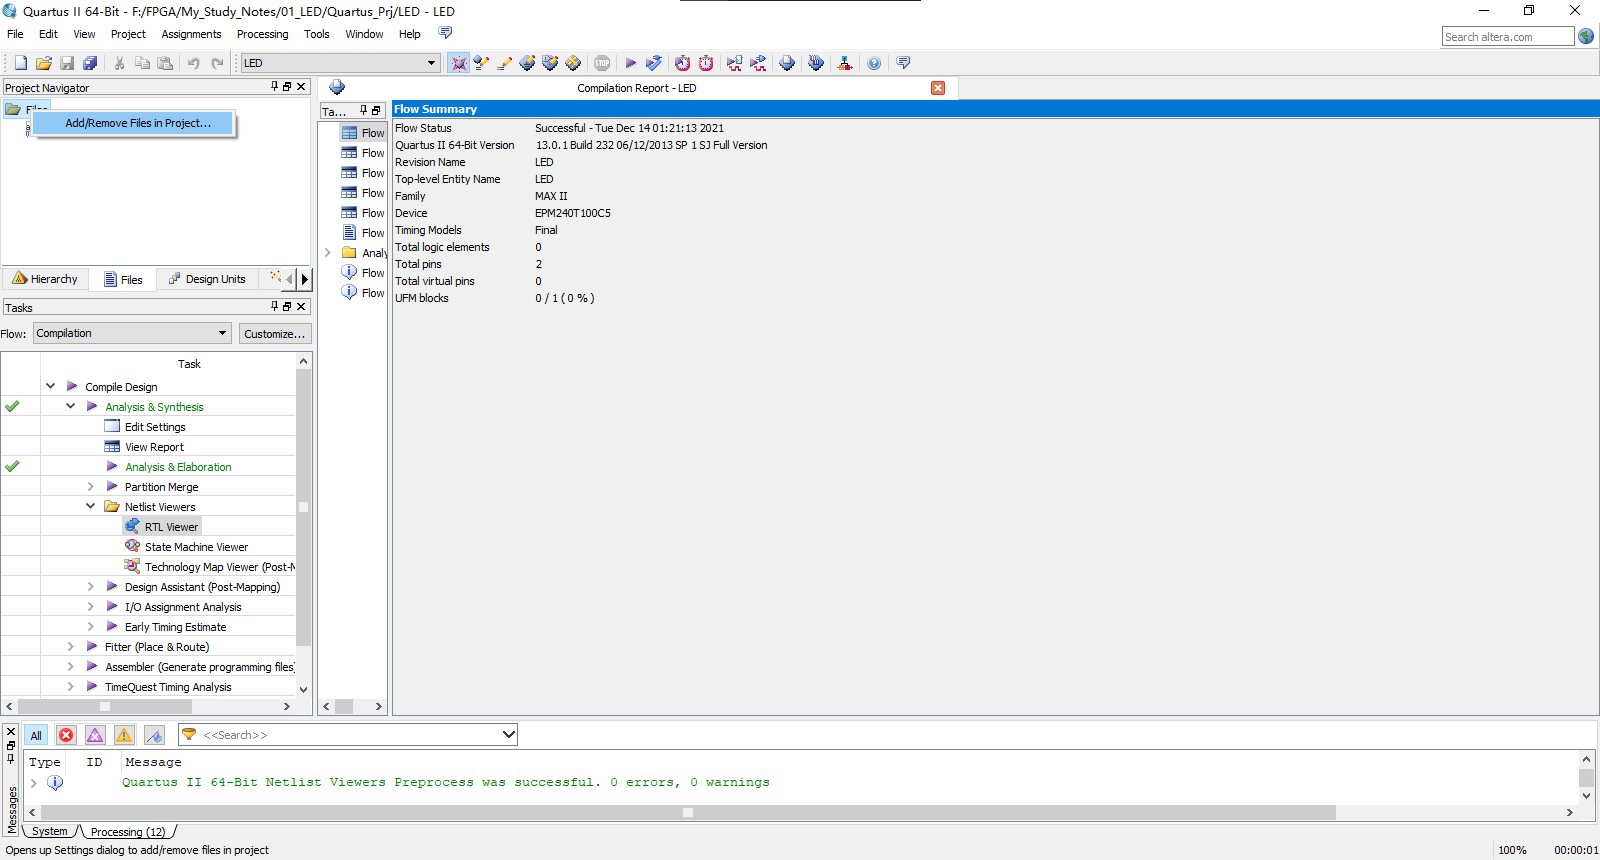 Quartus II 64-Bit - F:/FPGA/My_Study_Notes/01_LED/Quartus_Prj/LED - LED
File Edit View Project Assignments Processing Tools Window Help
Search altera.com
LED
Project Navigator
Files
Add/Remove Files in Project...
Hierarchy Files Design Units
Tasks
Flow: Compilation Customize...
Task
Compile Design
Analysis & Synthesis
Edit Settings
View Report
Analysis & Elaboration
Partition Merge
Netlist Viewers
RTL Viewer
State Machine Viewer
Technology Map Viewer (Post-M
Design Assistant (Post-Mapping)
I/O Assignment Analysis
Early Timing Estimate
Fitter (Place & Route)
Assembler (Generate programming files)
TimeQuest Timing Analysis
Ta...
Flow
Flow
Flow
Flow
Flow
Flow
Analy
Flow
Flow
Compilation Report - LED
Flow Summary
Flow Status Successful - Tue Dec 14 01:21:13 2021
Quartus II 64-Bit Version 13.0.1 Build 232 06/12/2013 SP 1 SJ Full Version
Revision Name LED
Top-level Entity Name LED
Family MAX II
Device EPM240T100C5
Timing Models Final
Total logic elements 0
Total pins 2
Total virtual pins 0
UFM blocks 0 / 1 ( 0 % )
All <<Search>>
Type ID Message
Quartus II 64-Bit Netlist Viewers Preprocess was successful. 0 errors, 0 warnings
Messages
System Processing (12)
Opens up Settings dialog to add/remove files in project
100% 00:00:01